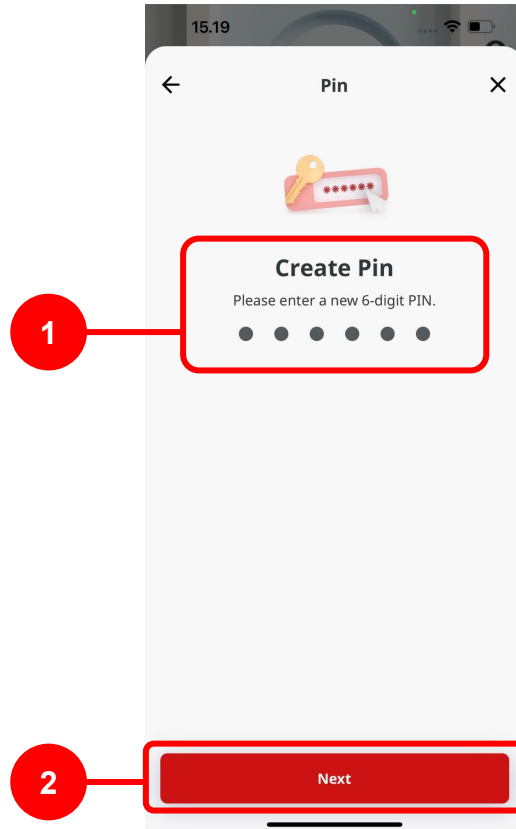 15.19
Pin
******
Create Pin
Please enter a new 6-digit PIN.
1
Next
2